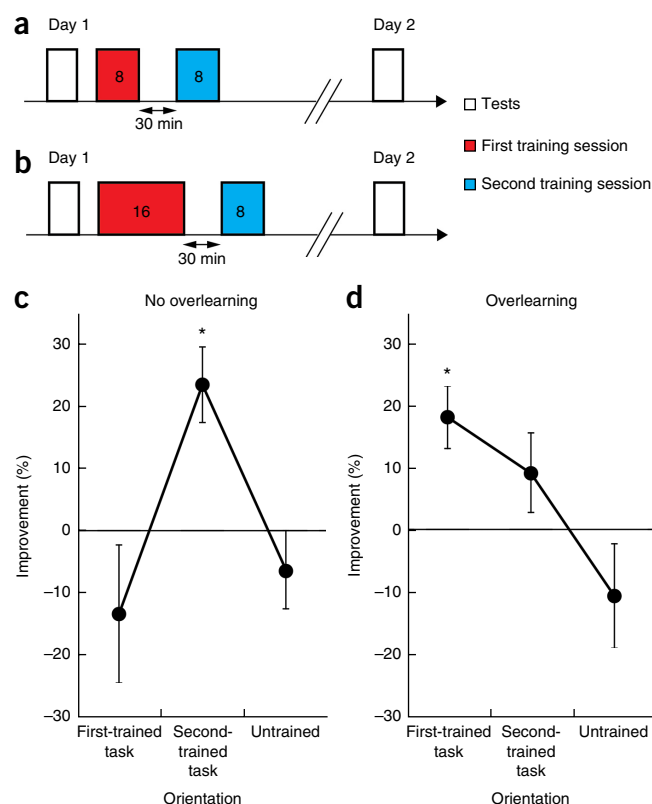 a
Day 1
Day 2
8
8
30 min
Tests
First training session
Second training session
b
Day 1
Day 2
16
8
30 min
c
No overlearning
*
30
20
10
0
–10
–20
–30
Improvement (%)
First-trained task
Second-
trained
task
Untrained
Orientation
d
Overlearning
*
30
20
10
0
–10
–20
–30
Improvement (%)
First-trained
task
Second-
trained
task
Untrained
Orientation